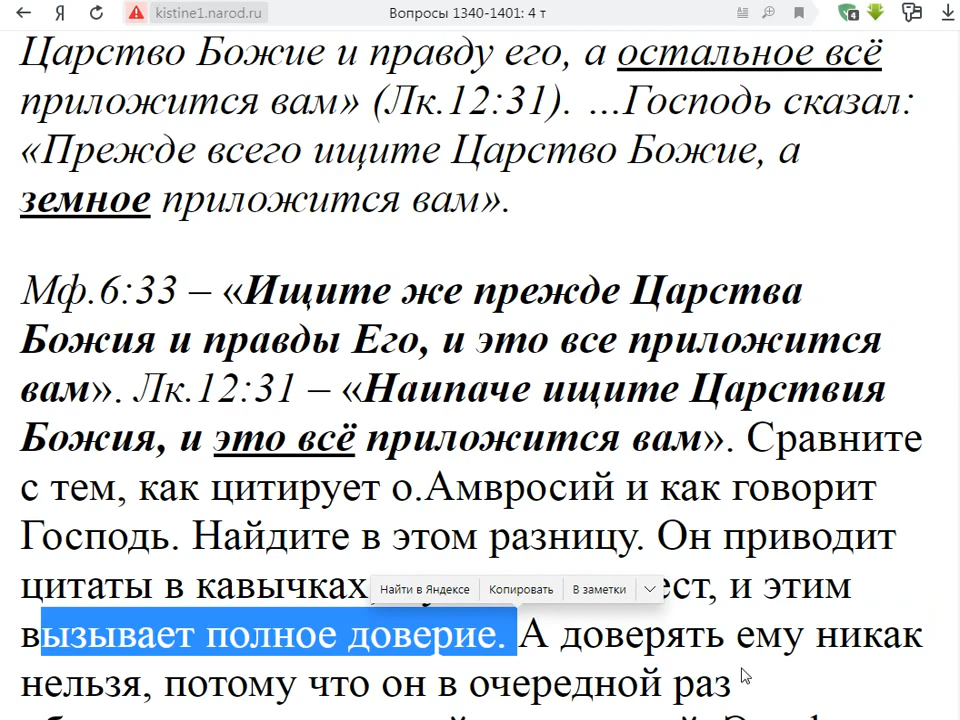 kistine1.narod.ru
Вопросы 1340-1401: 4 т
4
Царство Божие и правду его, а остальное всё
приложится вам» (Лк.12:31). …Господь сказал:
«Прежде всего ищите Царство Божие, а
земное приложится вам».
Мф.6:33 – «Ищите же прежде Царства
Божия и правды Его, и это все приложится
вам». Лк.12:31 – «Наипаче ищите Царствия
Божия, и это всё приложится вам». Сравните
с тем, как цитирует о.Амвросий и как говорит
Господь. Найдите в этом разницу. Он приводит
цитаты в кавычках, ест, и этим
Найти в Яндексе Копировать В заметки
вызывает полное доверие. А доверять ему никак
нельзя, потому что он в очередной раз